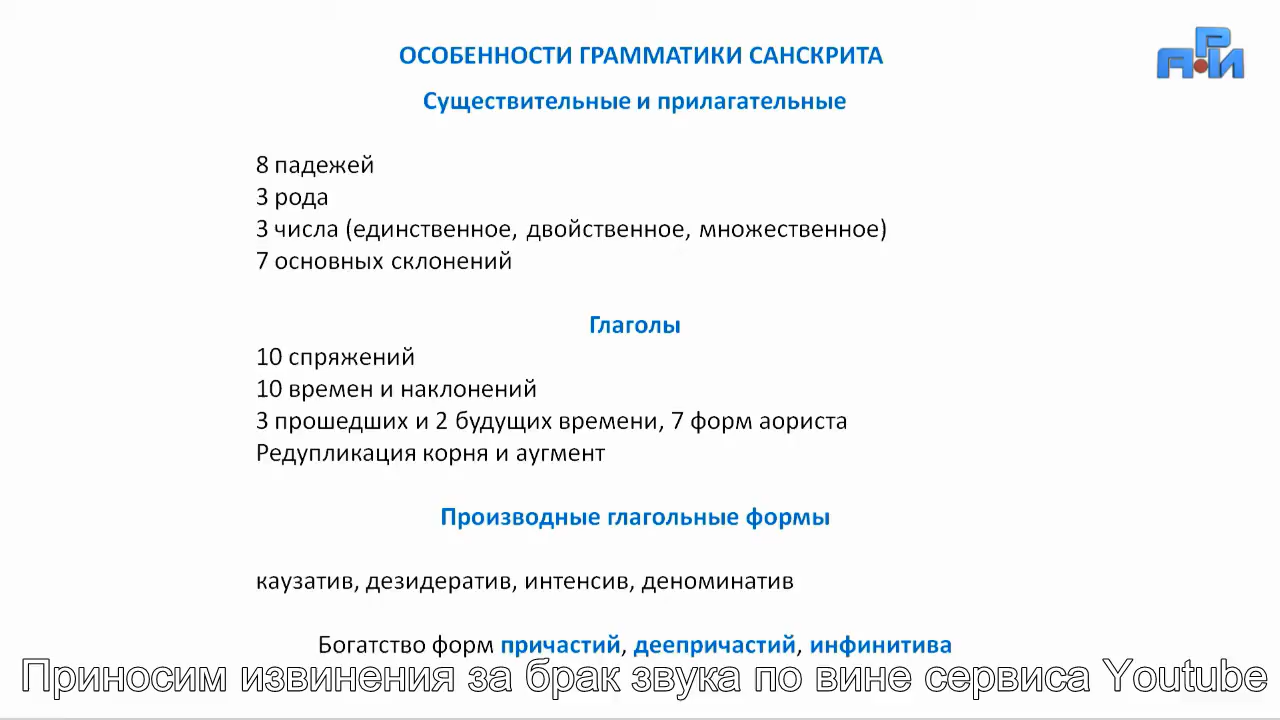 ОСОБЕННОСТИ ГРАММАТИКИ САНСКРИТА
АРИ
Существительные и прилагательные
8 падежей
3 рода
3 числа (единственное, двойственное, множественное)
7 основных склонений
Глаголы
10 спряжений
10 времен и наклонений
3 прошедших и 2 будущих времени, 7 форм аориста
Редупликация корня и аугмент
Производные глагольные формы
каузатив, дезидератив, интенсив, деноминатив
Богатство форм причастий, деепричастий, инфинитива
Приносим извинения за брак звука по вине сервиса Youtube